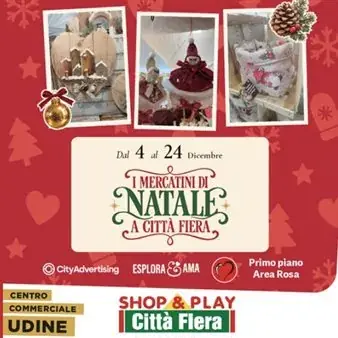 Dal 4 al 24 Dicembre
I MERCATINI DI
NATALE
A CITTÀ FIERA
CityAdvertising
ESPLORA & AMA
Primo piano
Area Rosa
CENTRO
COMMERCIALE
UDINE
SHOP & PLAY
Città Fiera